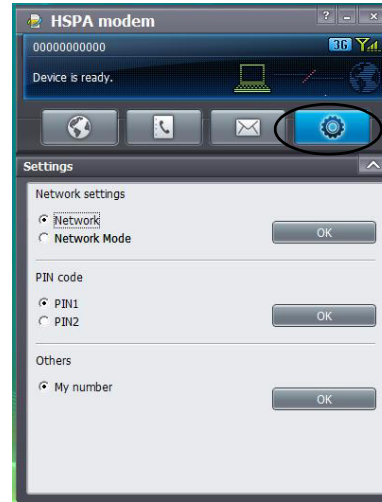 HSPA modem
00000000000
3G
Device is ready.
Settings
Network settings
Network
Network Mode
OK
PIN code
PIN1
PIN2
OK
Others
My number
OK